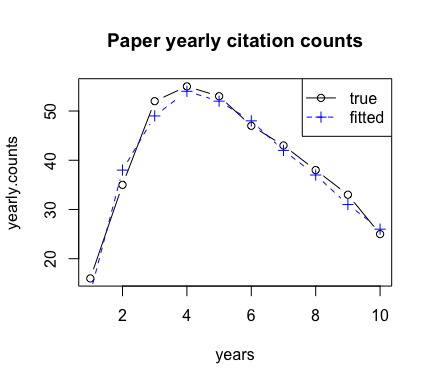 Paper yearly citation counts
true
fitted
yearly.counts
50
40
30
20
2 4 6 8 10
years